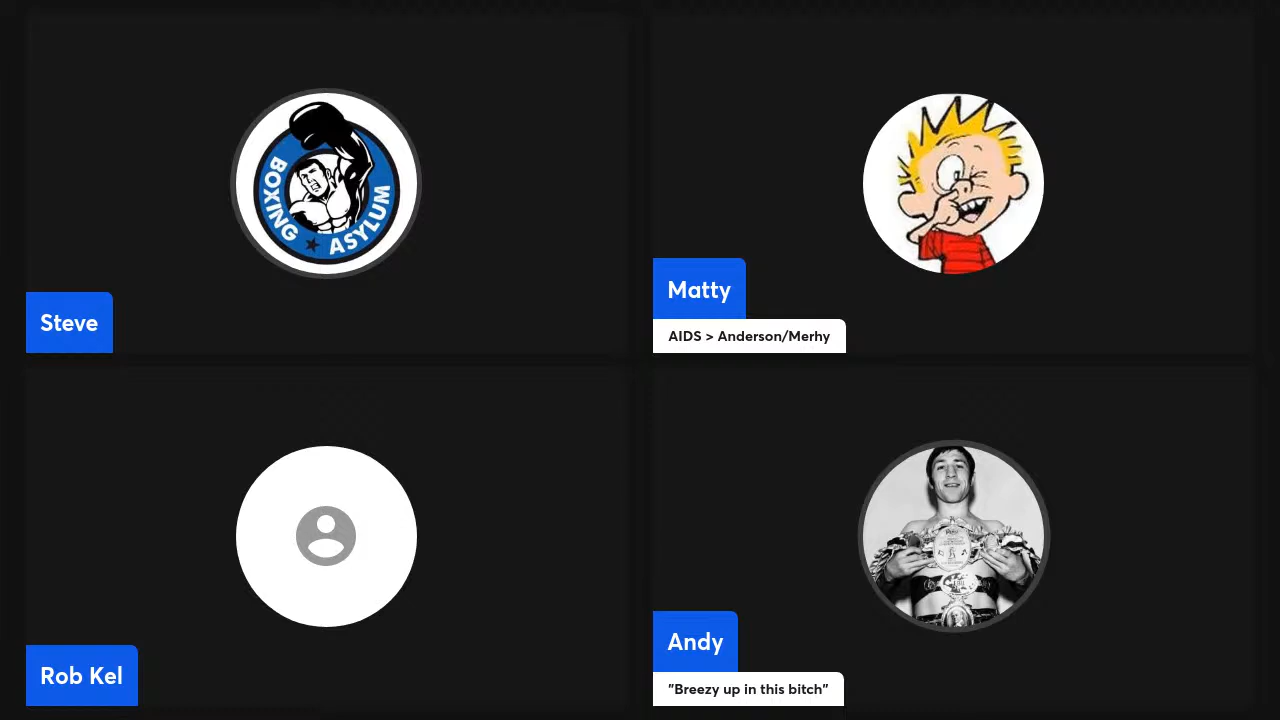 BOXING ASYLUM
Steve
Matty
AIDS > Anderson/Merhy
Rob Kel
Andy
"Breezy up in this bitch"